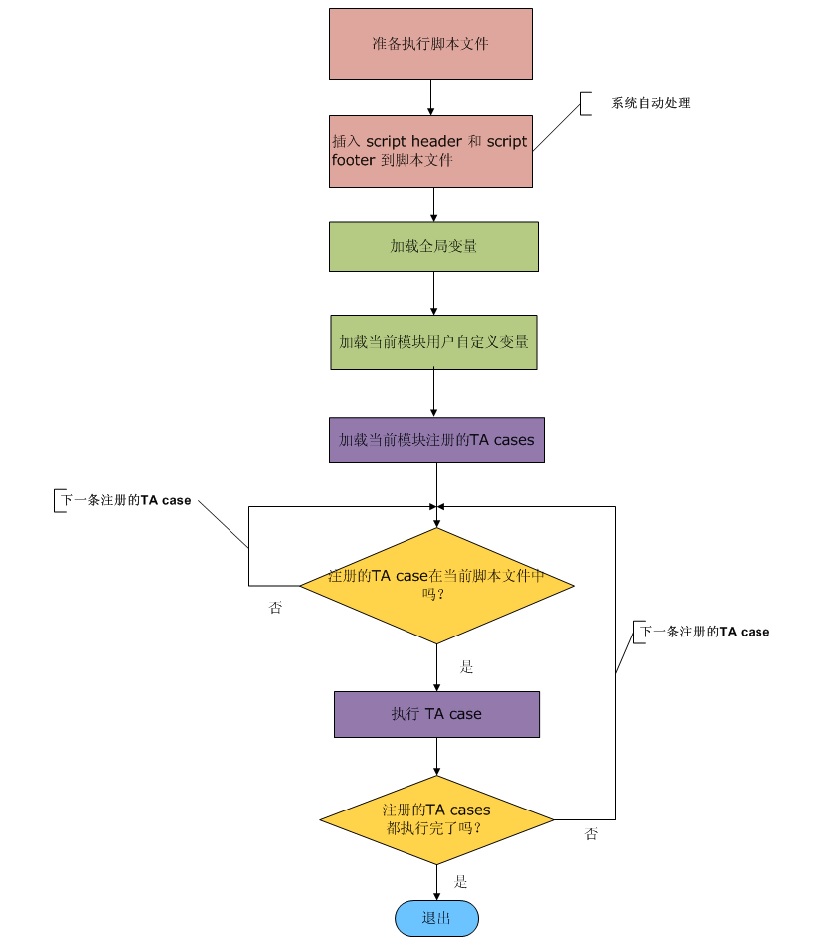 准备执行脚本文件
系统自动处理
插入 script header 和 script
footer 到脚本文件
加载全局变量
加载当前模块用户自定义变量
加载当前模块注册的TA cases
下一条注册的TA case
注册的TA case在当前脚本文件中
吗？
否
下一条注册的TA case
是
执行 TA case
注册的TA cases
都执行完了吗？
否
是
退出